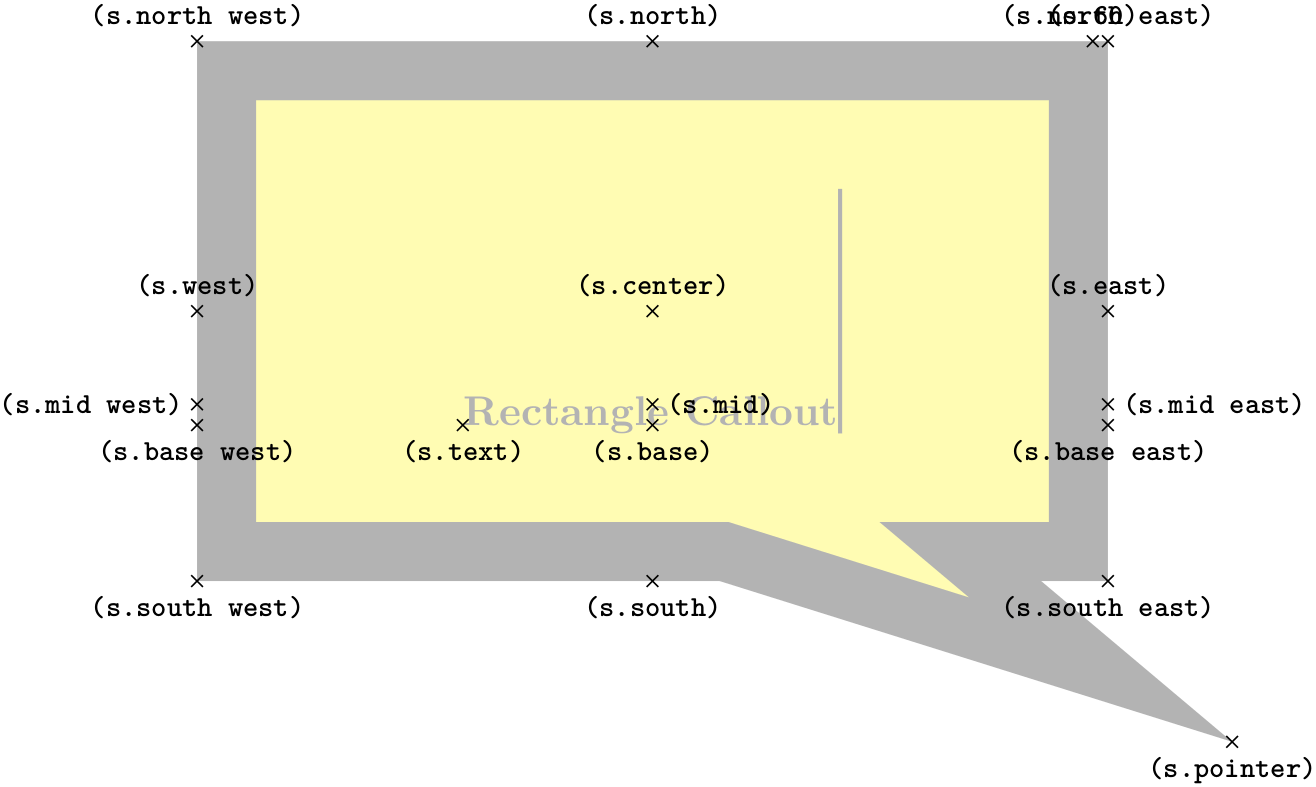 (s.north west)
(s.north)
(s.60)
(s.north east)
(s.west)
(s.center)
(s.east)
(s.mid west)
Rectangle Callout
(s.mid)
(s.mid east)
(s.base west)
(s.text)
(s.base)
(s.base east)
(s.south west)
(s.south)
(s.south east)
(s.pointer)